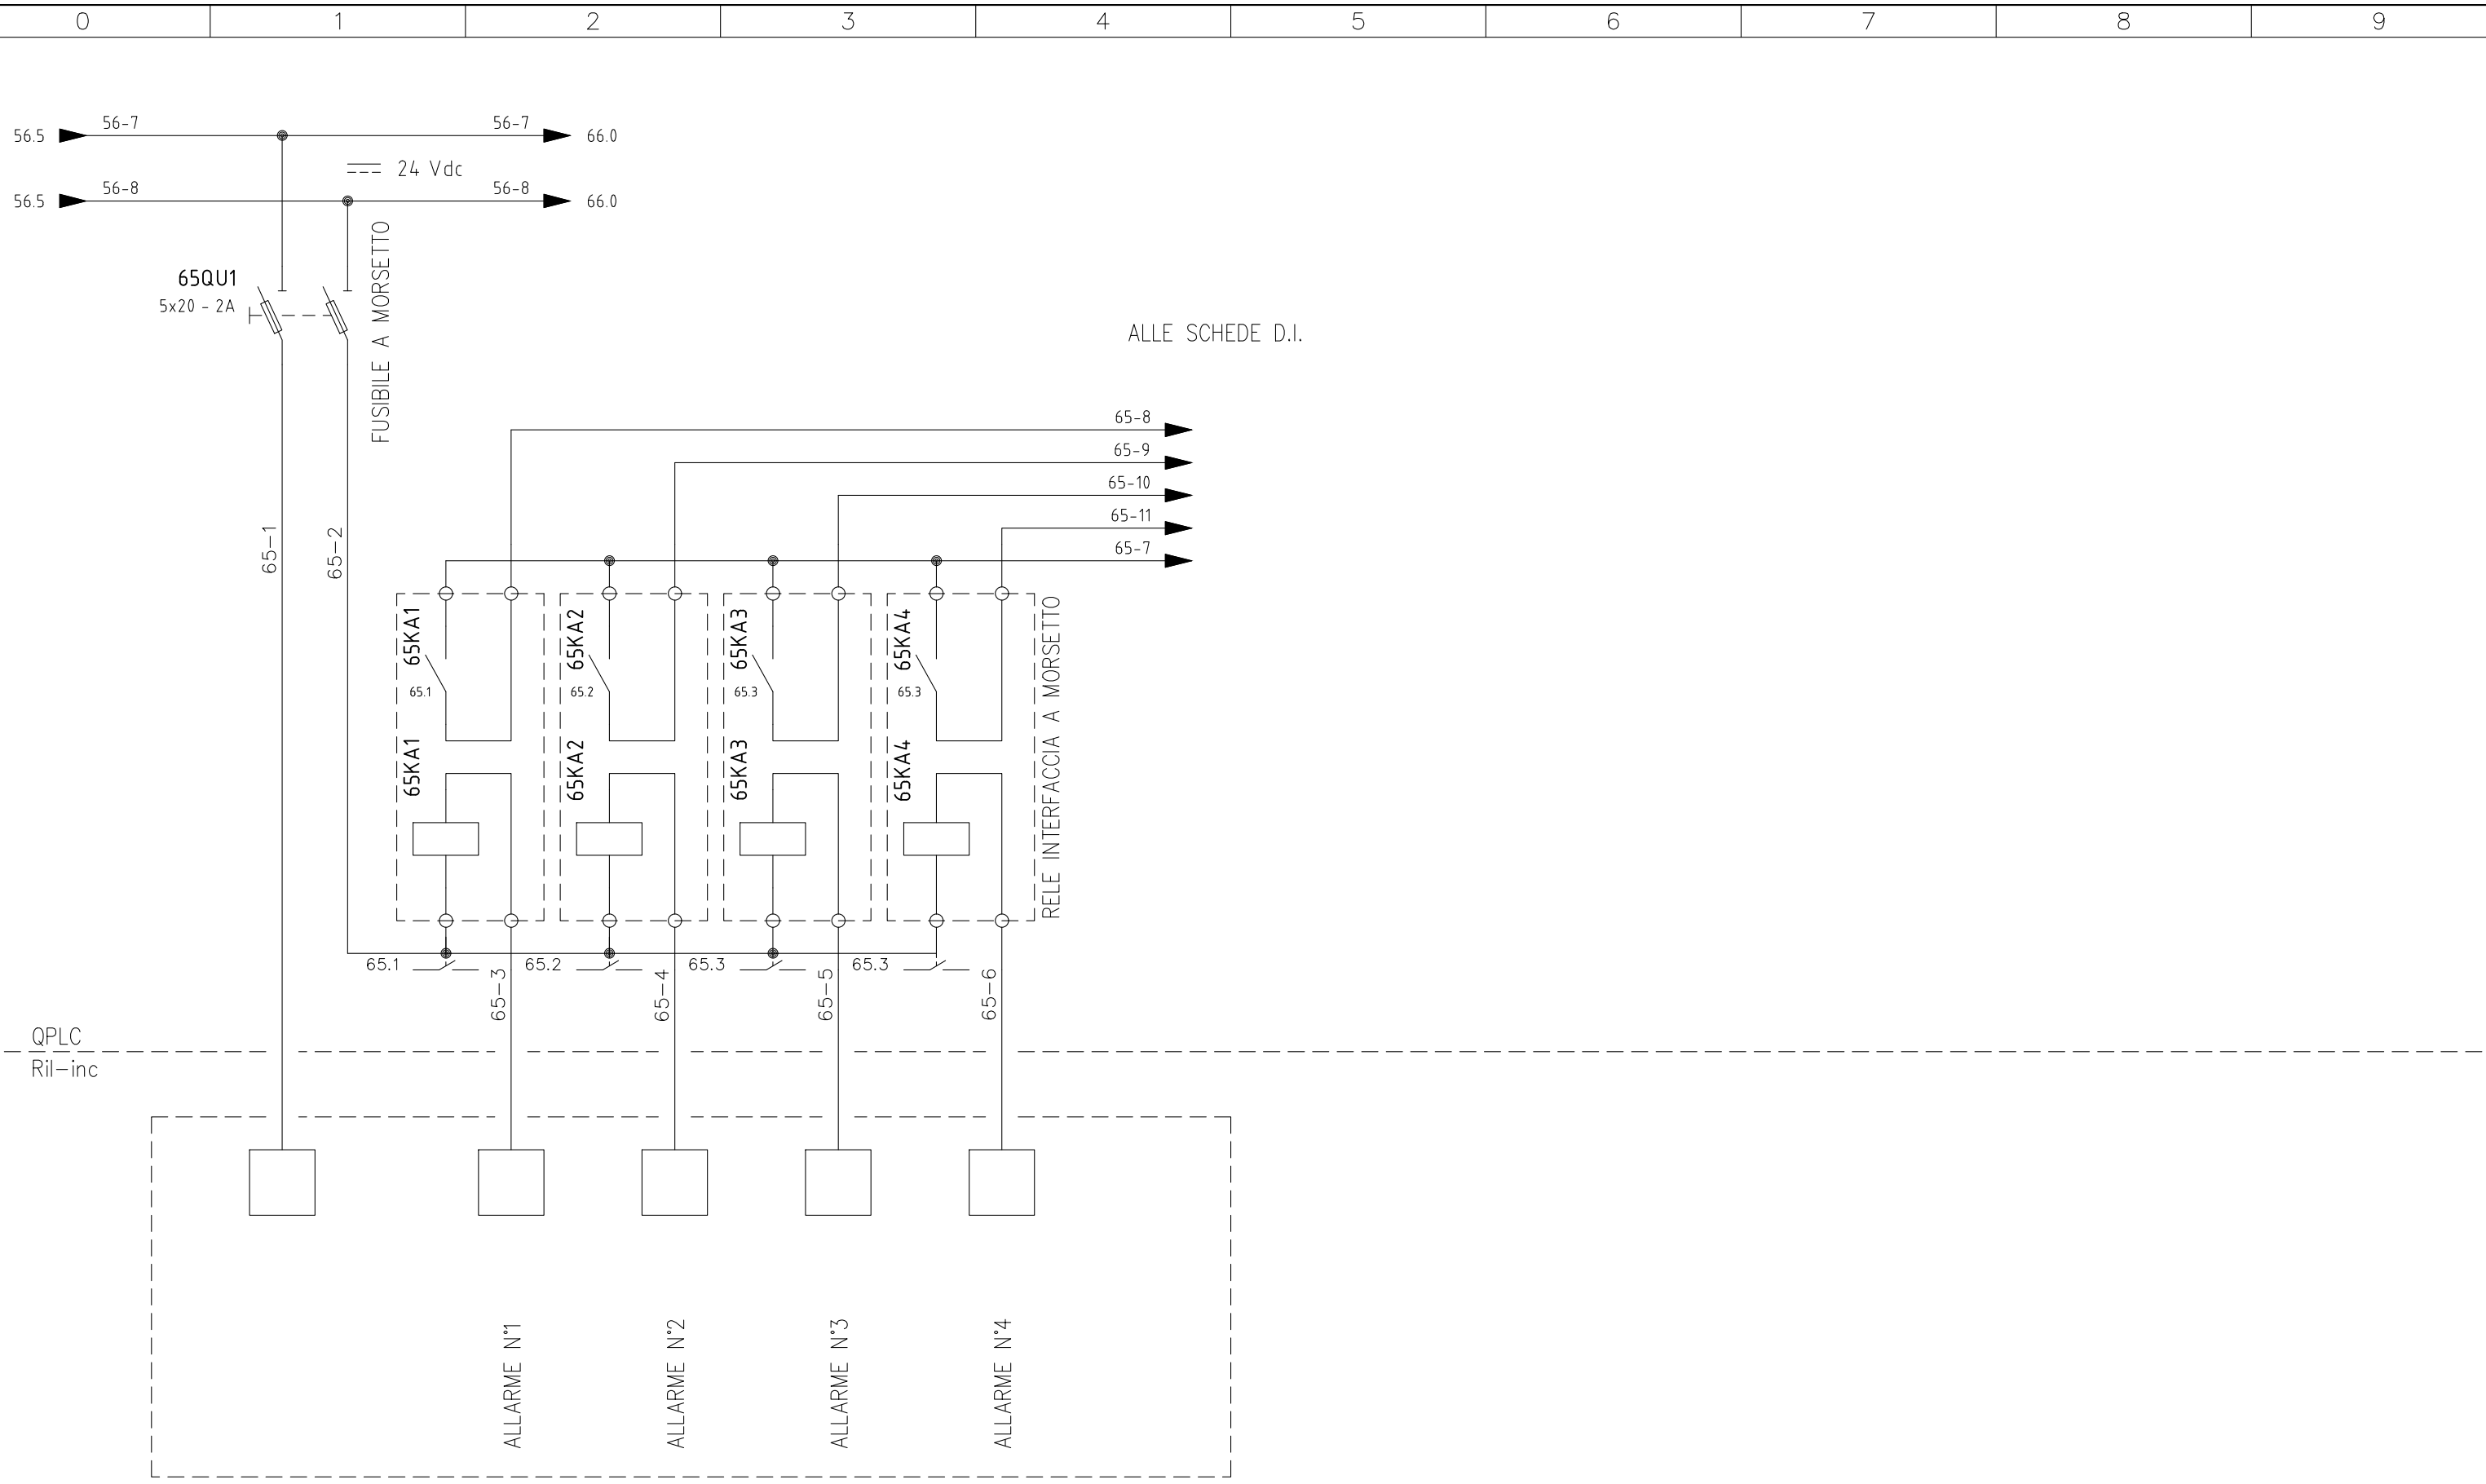 0 1 2 3 4 5 6 7 8 9
56.5 56-7 56-7 66.0
24 Vdc
56.5 56-8 56-8 66.0
65QU1
5x20 - 2A
FUSIBILE A MORSETTO
ALLE SCHEDE D.I.
65-8
65-9
65-10
65-11
65-7
65-1
65-2
65KA1 65KA2 65KA3 65KA4
65.1 65.2 65.3 65.3
65KA1 65KA2 65KA3 65KA4
RELE INTERFACCIA A MORSETTO
65.1 65.2 65.3 65.3
65-3 65-4 65-5 65-6
QPLC
Ril-inc
ALLARME N°1
ALLARME N°2
ALLARME N°3
ALLARME N°4